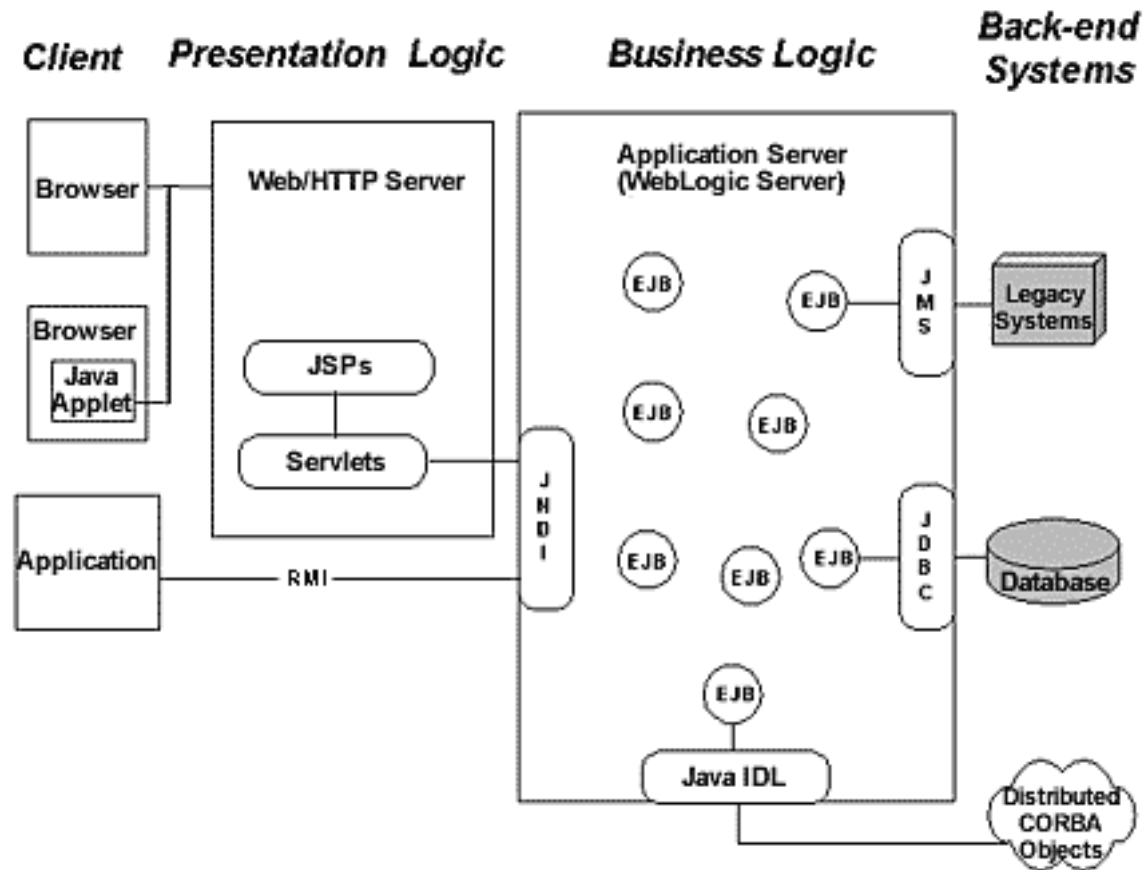 Client
Presentation Logic
Business Logic
Back-end
Systems
Browser
Browser
Java
Applet
Application
Web/HTTP Server
JSPs
Servlets
RMI
J
N
D
I
Application Server
(WebLogic Server)
EJB
EJB
EJB
EJB
EJB
EJB
EJB
EJB
J
M
S
J
D
B
C
Java IDL
Legacy
Systems
Database
Distributed
CORBA
Objects